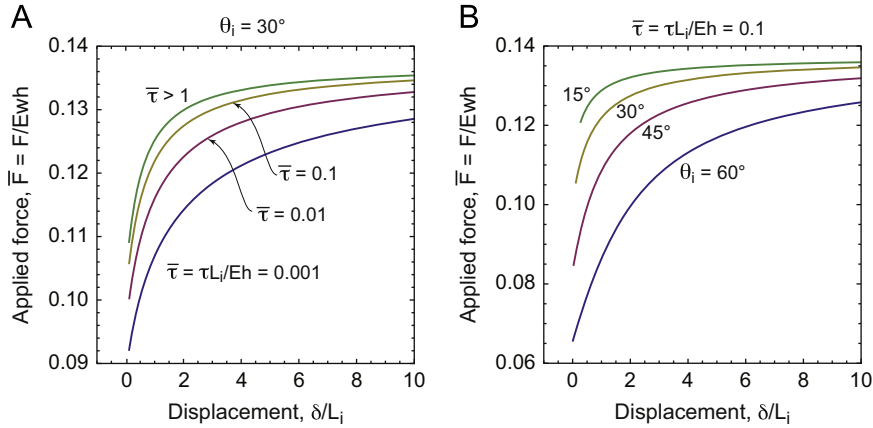 A
θi = 30°
0.14
0.13
0.12
0.11
0.10
0.09
Applied force, F̅ = F/Ewh
τ̅ > 1
τ̅ = 0.1
τ̅ = 0.01
τ̅ = τLi/Eh = 0.001
0 2 4 6 8 10
Displacement, δ/Li
B
τ̅ = τLi/Eh = 0.1
0.14
0.12
0.10
0.08
0.06
Applied force, F̅ = F/Ewh
15°
30°
45°
θi = 60°
0 2 4 6 8 10
Displacement, δ/Li